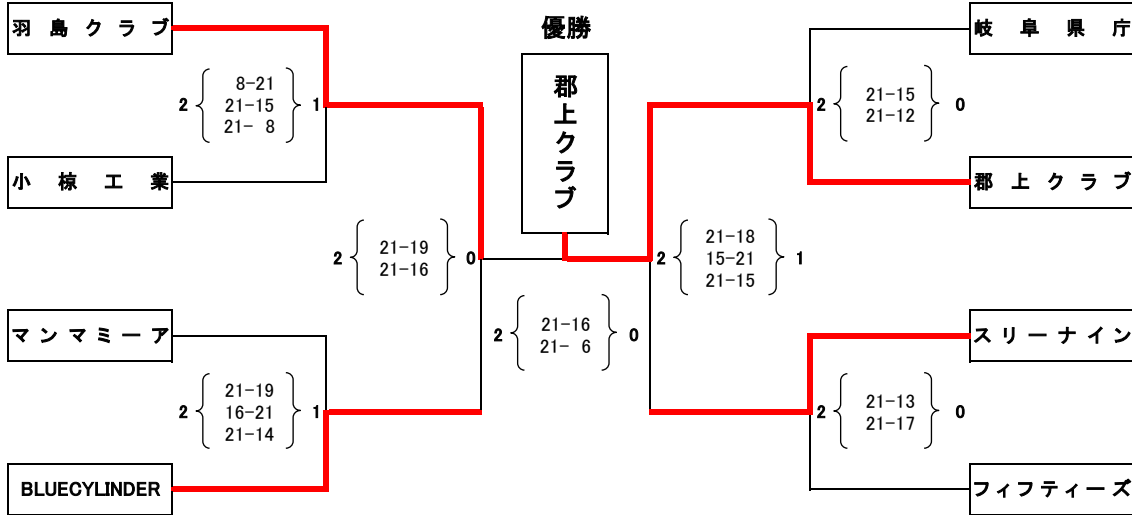 優勝
郡上クラブ
羽島クラブ
2 8-21 1
21-15
21- 8
小椋工業
2 21-19 0
21-16
マンマミーア
2 21-19 1
16-21
21-14
BLUECYLINDER
2 21-16 0
21- 6
岐阜県庁
2 21-15 0
21-12
郡上クラブ
2 21-18 1
15-21
21-15
スリーナイン
2 21-13 0
21-17
フィフティーズ